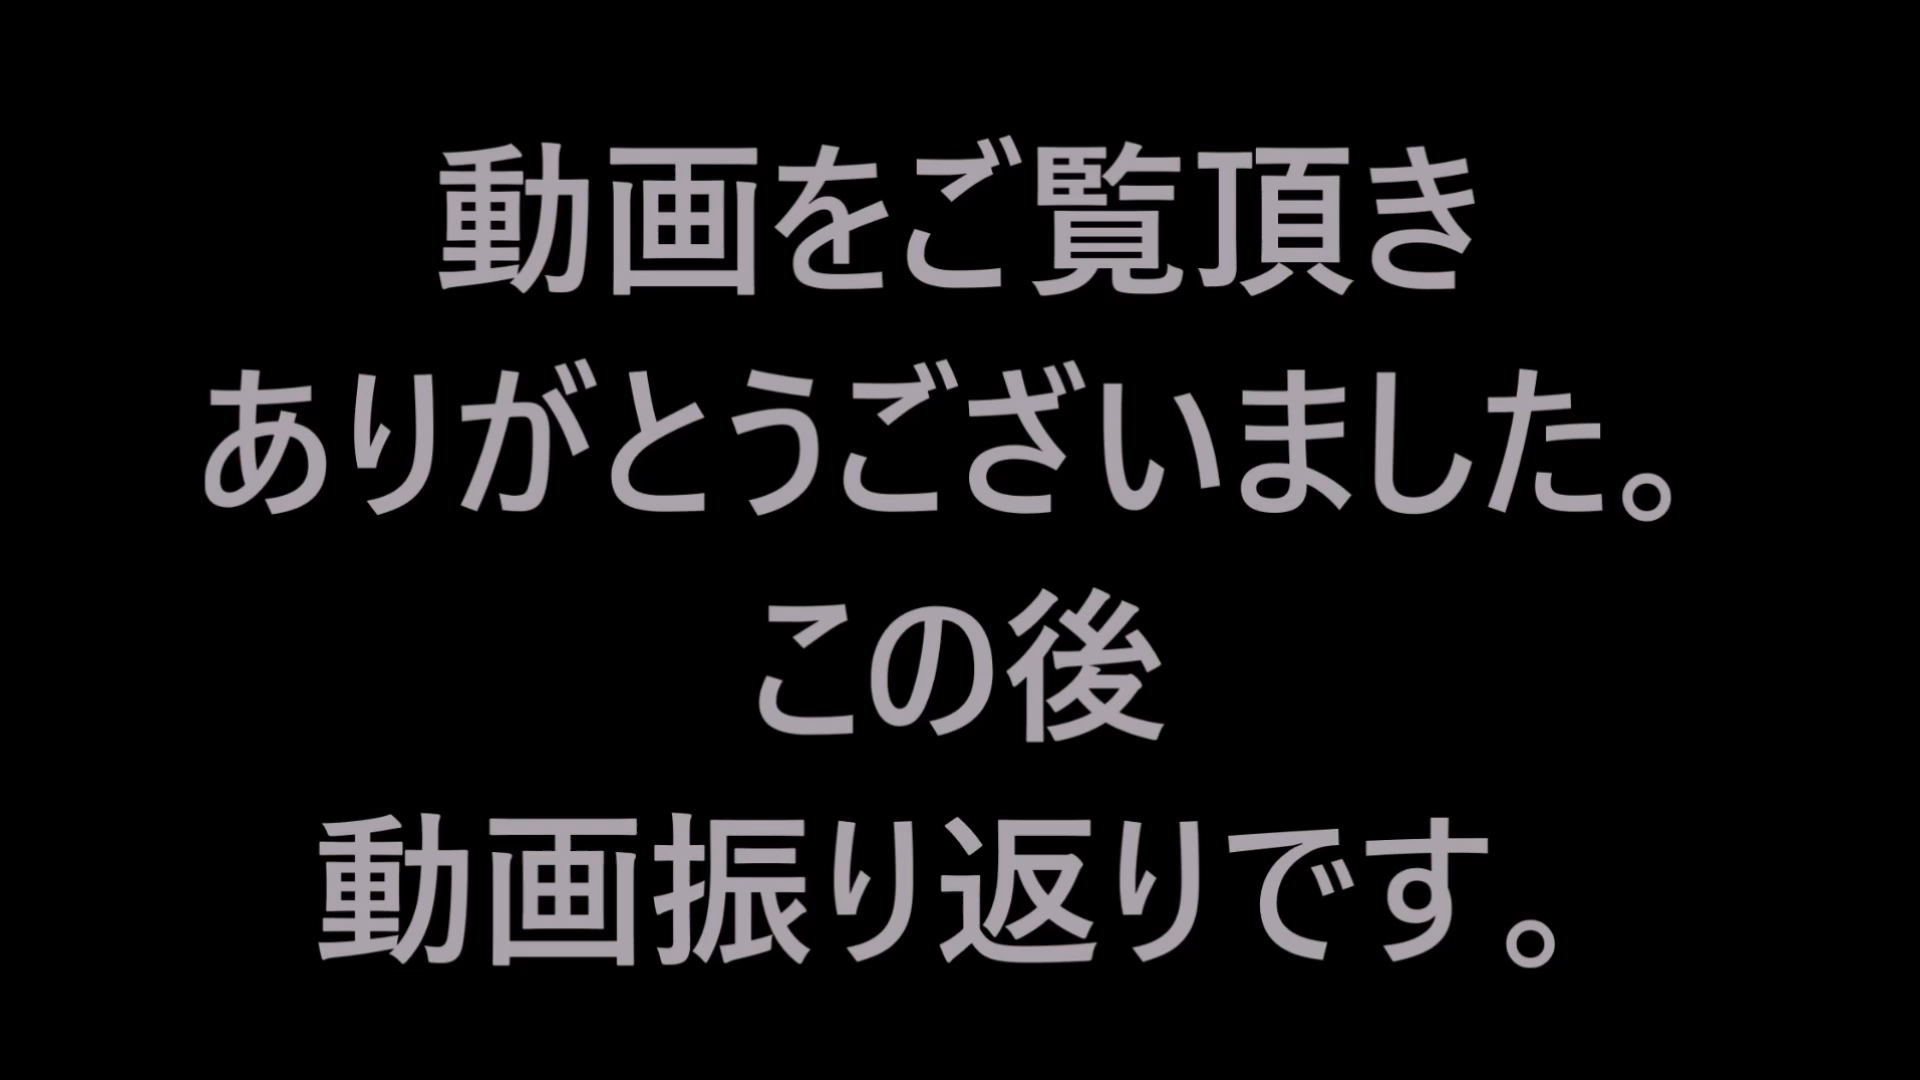 動画をご覧頂き
ありがとうございました。
この後
動画振り返りです。